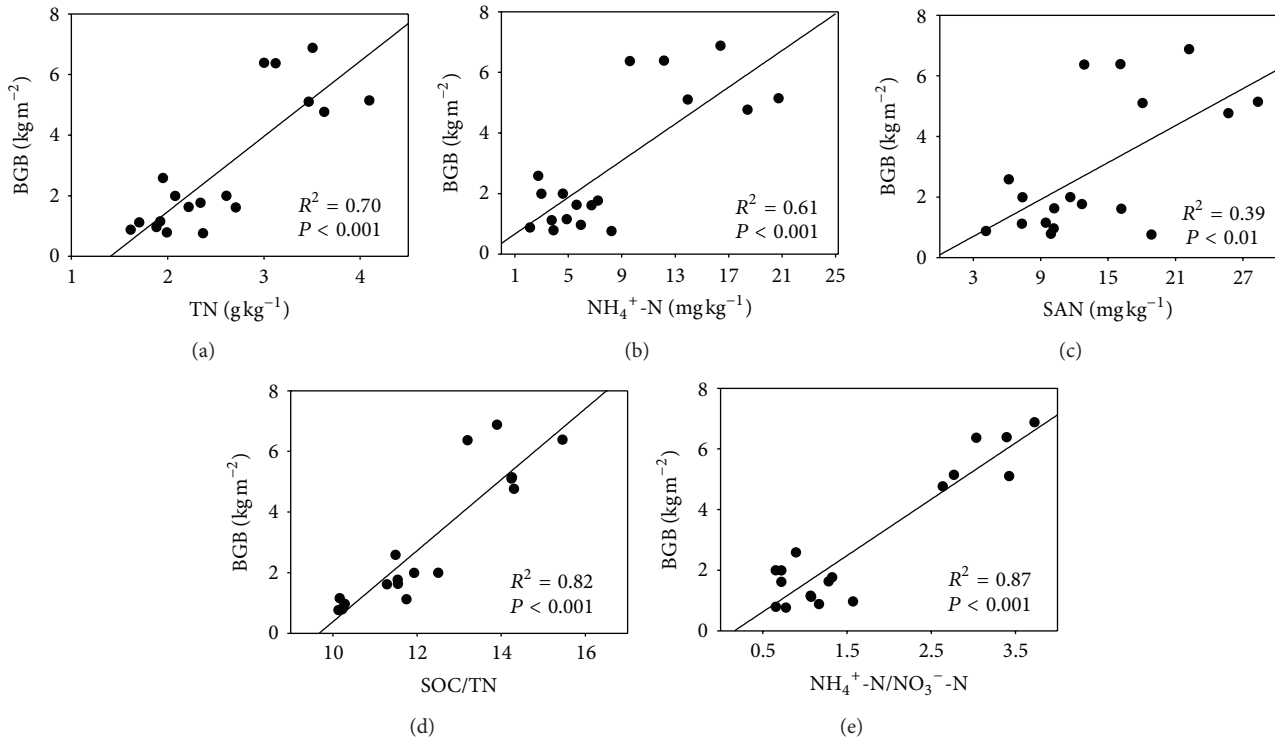 8
6
4
2
0
BGB (kg m⁻²)
R² = 0.70
P < 0.001
1 2 3 4
TN (g kg⁻¹)
(a)
8
6
4
2
0
BGB (kg m⁻²)
R² = 0.61
P < 0.001
1 5 9 13 17 21 25
NH₄⁺-N (mg kg⁻¹)
(b)
8
6
4
2
0
BGB (kg m⁻²)
R² = 0.39
P < 0.01
3 9 15 21 27
SAN (mg kg⁻¹)
(c)
8
6
4
2
0
BGB (kg m⁻²)
R² = 0.82
P < 0.001
10 12 14 16
SOC/TN
(d)
8
6
4
2
0
BGB (kg m⁻²)
R² = 0.87
P < 0.001
0.5 1.5 2.5 3.5
NH₄⁺-N/NO₃⁻-N
(e)